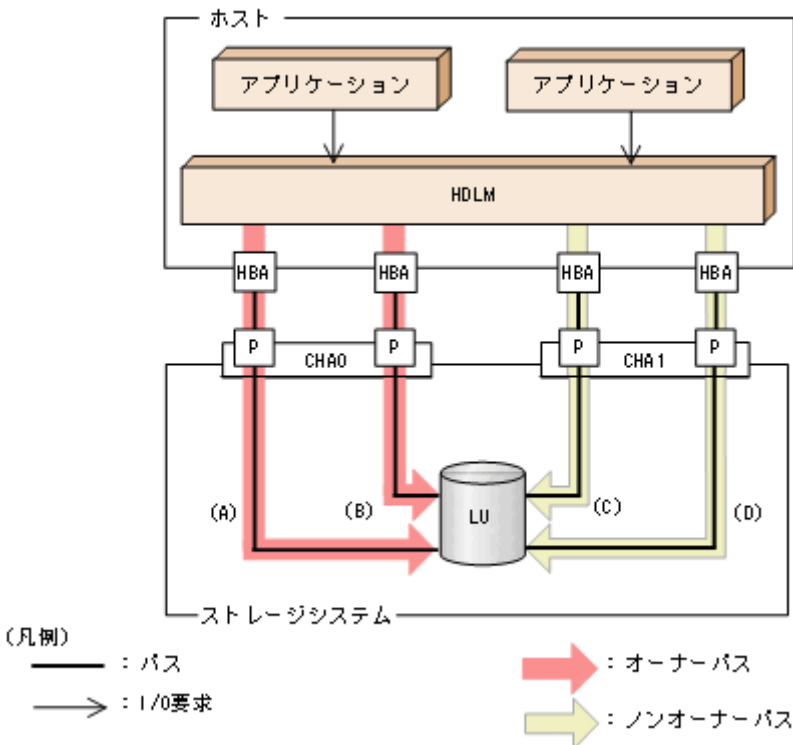 ホスト
アプリケーション
アプリケーション
HDLM
HBA
HBA
HBA
HBA
P
P
P
P
CHA0
CHA1
(A)
(B)
LU
(C)
(D)
ストレージシステム
(凡例)
：パス
：オーナーパス
：I/O要求
：ノンオーナーパス